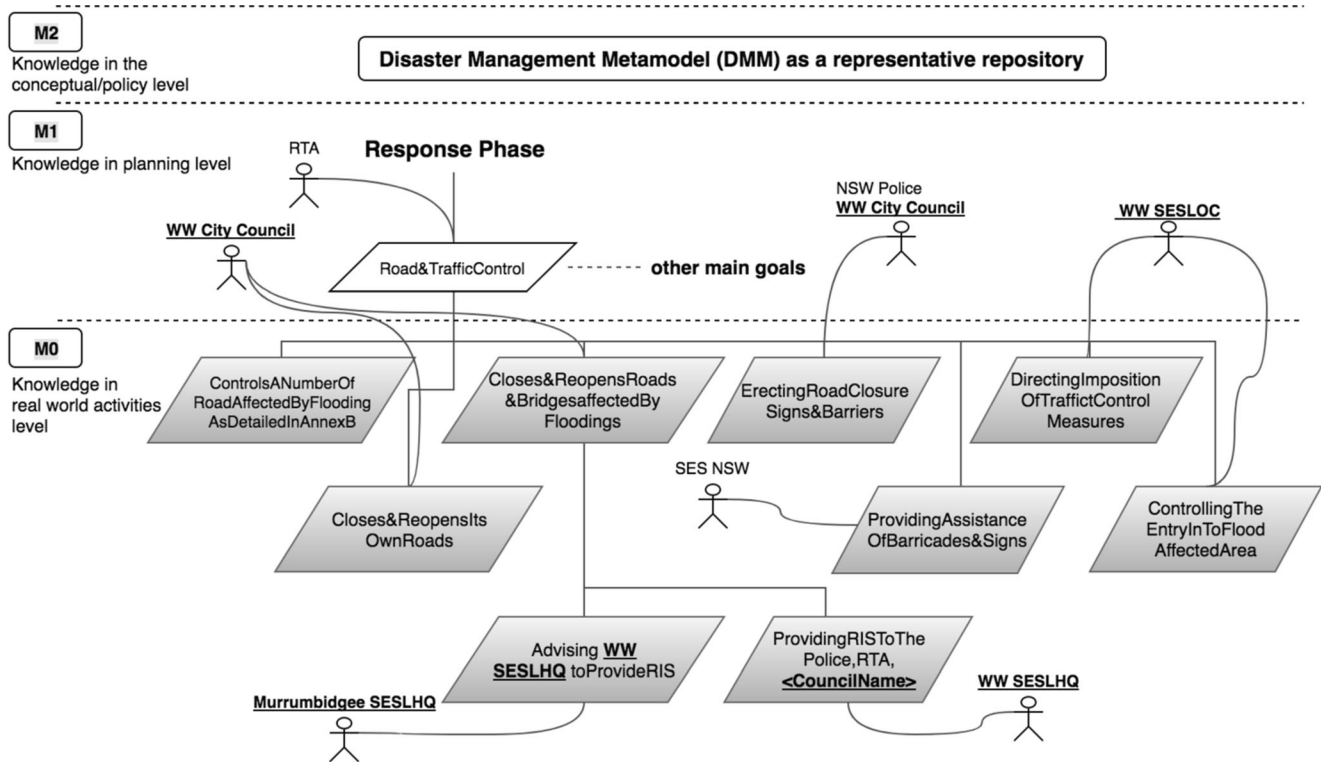 M2
Knowledge in the
conceptual/policy level
Disaster Management Metamodel (DMM) as a representative repository
M1
Knowledge in planning level
RTA
Response Phase
NSW Police
WW City Council
WW SESLOC
WW City Council
Road&TrafficControl
other main goals
M0
Knowledge in
real world activities
level
ControlsANumberOf
RoadAffectedByFlooding
AsDetailedInAnnexB
Closes&ReopensRoads
&BridgesaffectedBy
Floodings
ErectingRoadClosure
Signs&Barriers
DirectingImposition
OfTraffictControl
Measures
SES NSW
Closes&ReopensIts
OwnRoads
ProvidingAssistance
OfBarricades&Signs
ControllingThe
EntryInToFlood
AffectedArea
Advising WW
SESLHQ toProvideRIS
ProvidingRISToThe
Police,RTA,
<CouncilName>
Murrumbidgee SESLHQ
WW SESLHQ